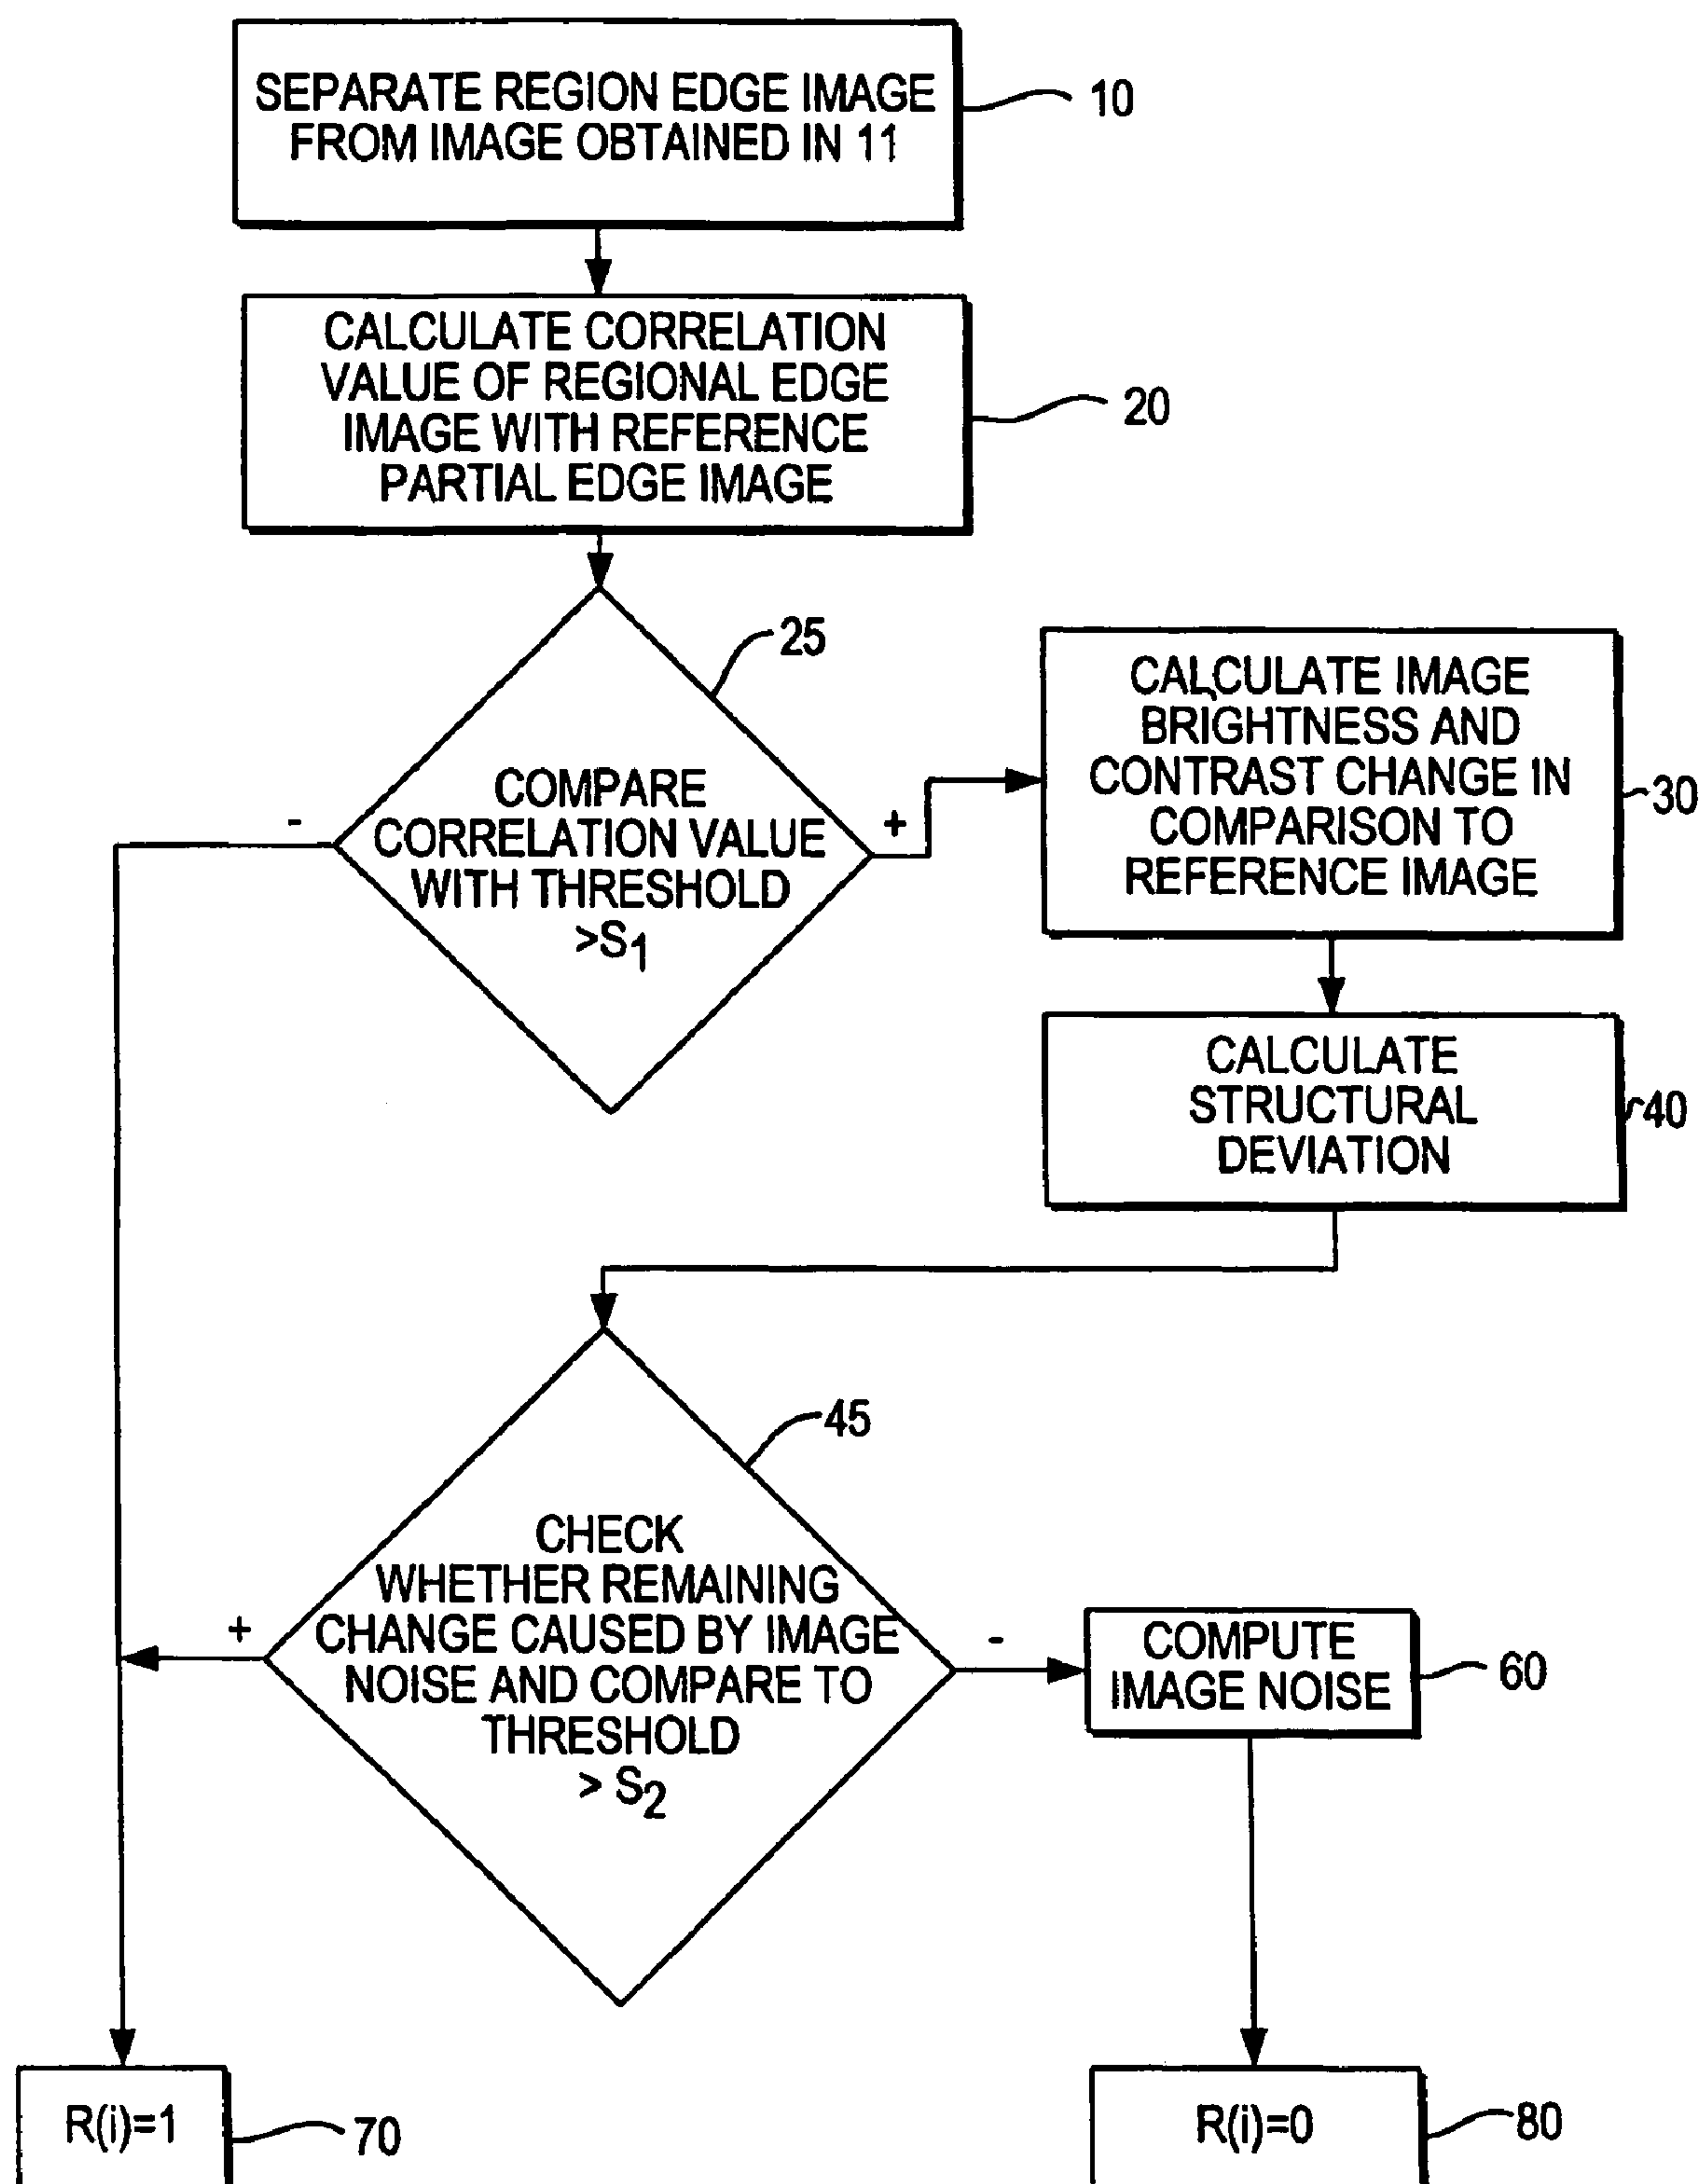 SEPARATE REGION EDGE IMAGE
FROM IMAGE OBTAINED IN 11
10
CALCULATE CORRELATION
VALUE OF REGIONAL EDGE
IMAGE WITH REFERENCE
PARTIAL EDGE IMAGE
20
25
COMPARE
CORRELATION VALUE
WITH THRESHOLD
>S1
-
+
CALCULATE IMAGE
BRIGHTNESS AND
CONTRAST CHANGE IN
COMPARISON TO
REFERENCE IMAGE
30
CALCULATE
STRUCTURAL
DEVIATION
40
45
CHECK
WHETHER REMAINING
CHANGE CAUSED BY IMAGE
NOISE AND COMPARE TO
THRESHOLD
> S2
+
-
COMPUTE
IMAGE NOISE
60
R(i)=1
70
R(i)=0
80